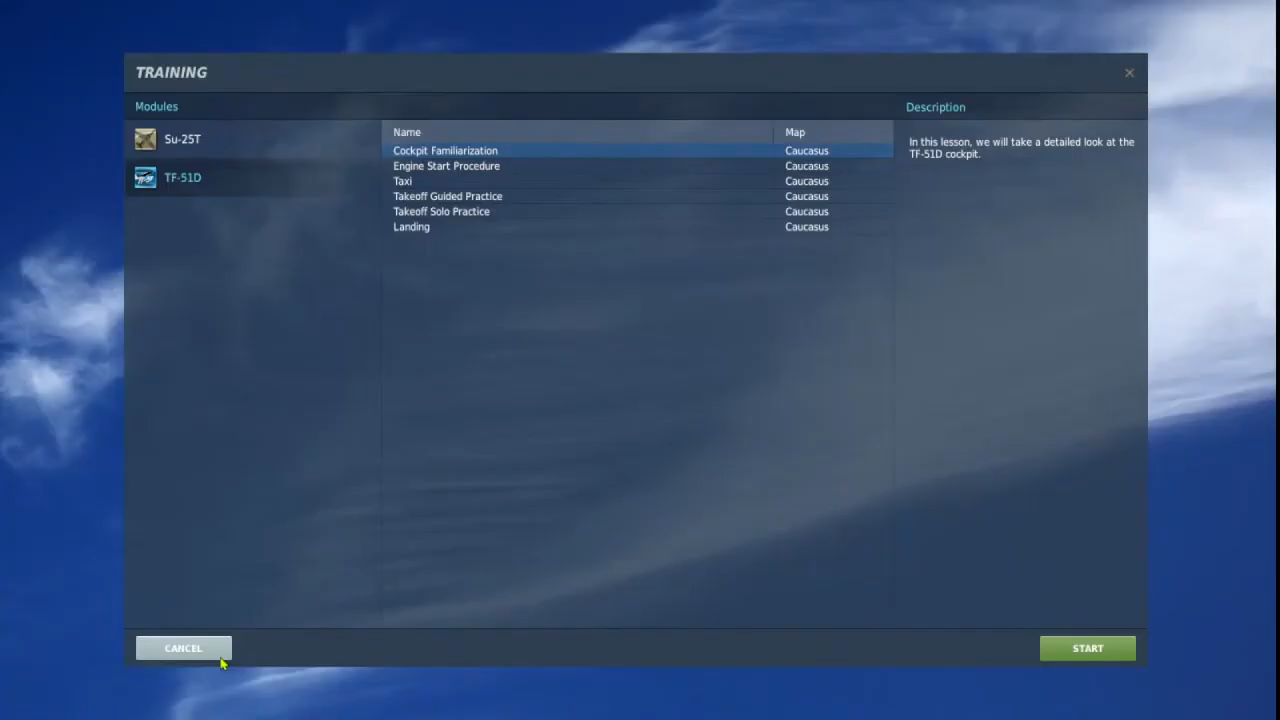 TRAINING
Modules
Description
Su-25T
TF-51D
Name Map
Cockpit Familiarization Caucasus
Engine Start Procedure Caucasus
Taxi Caucasus
Takeoff Guided Practice Caucasus
Takeoff Solo Practice Caucasus
Landing Caucasus
In this lesson, we will take a detailed look at the
TF-51D cockpit.
CANCEL
START